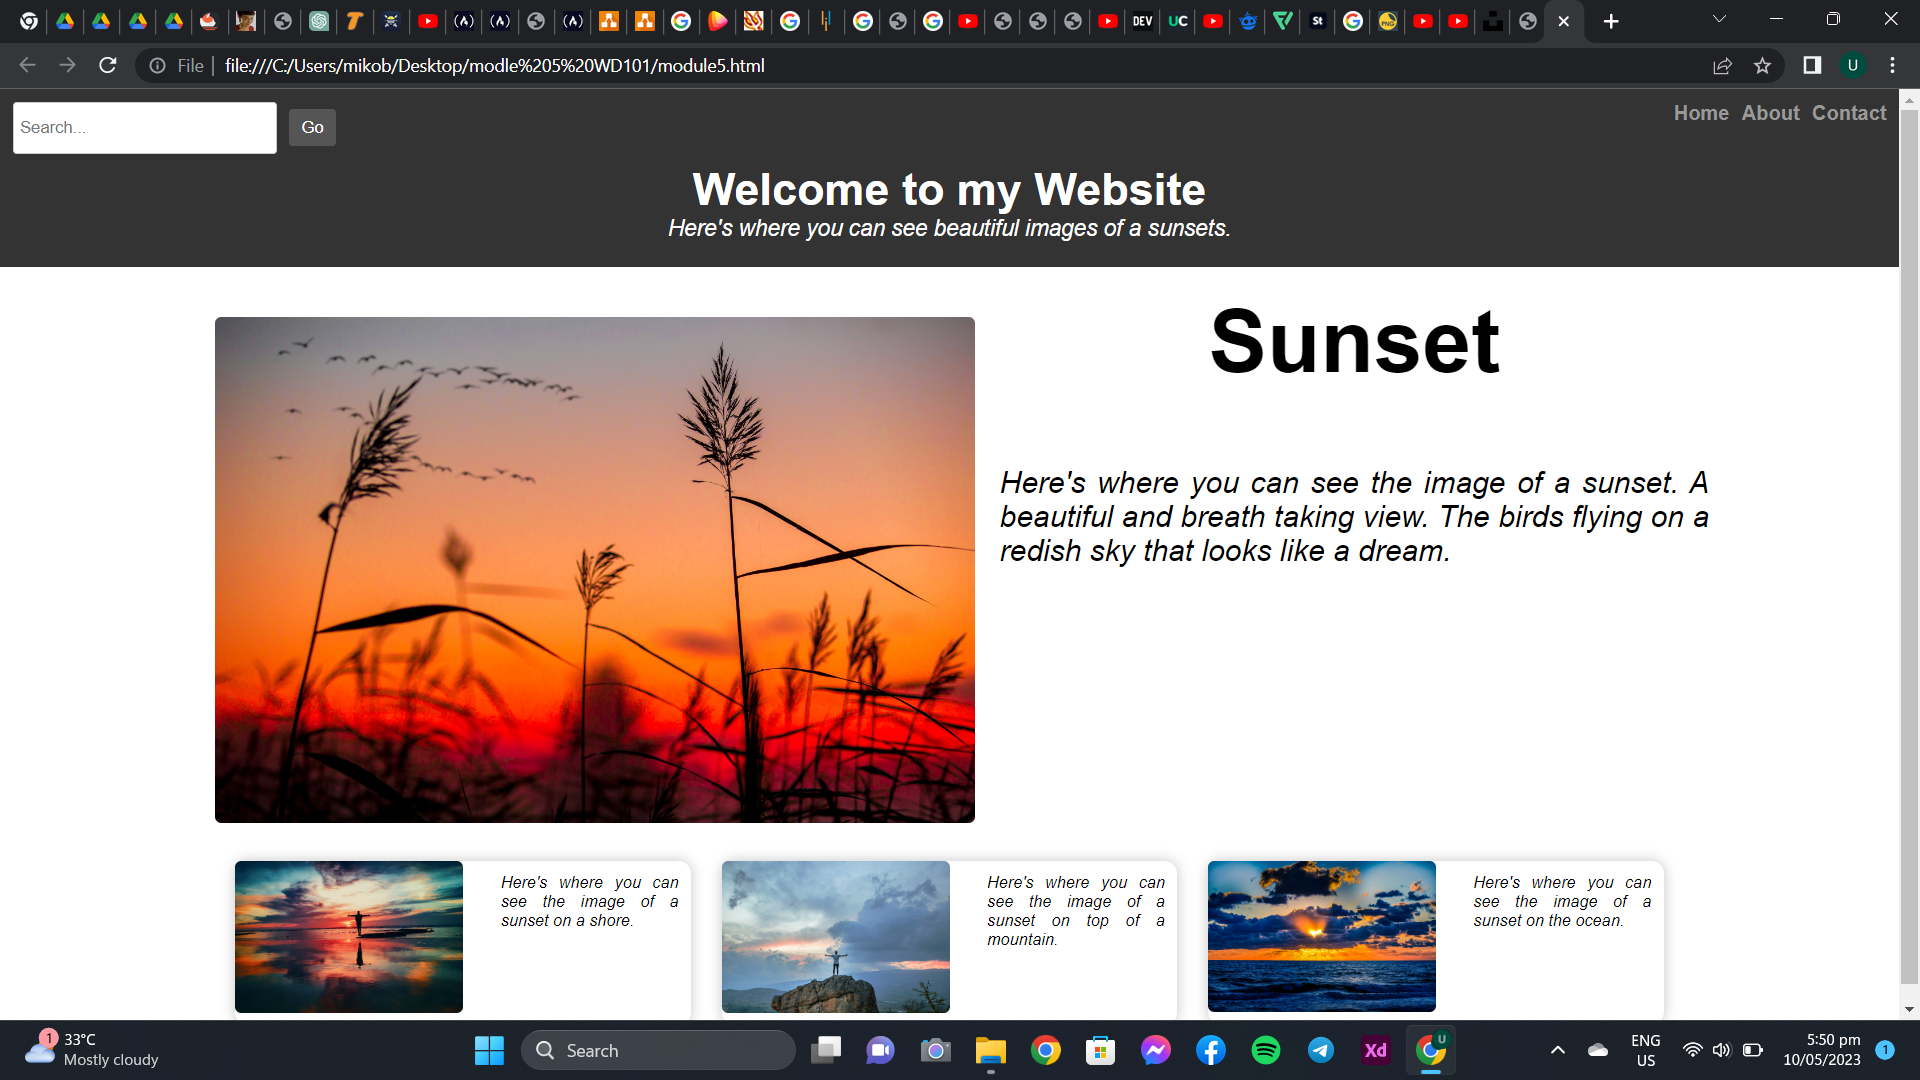 DEV
UC
St
PNG
File
file:///C:/Users/mikob/Desktop/modle%205%20WD101/module5.html
U
Search...
Go
Home About Contact
Welcome to my Website
Here's where you can see beautiful images of a sunsets.
Sunset
Here's where you can see the image of a sunset. A
beautiful and breath taking view. The birds flying on a
redish sky that looks like a dream.
Here's where you can
see the image of a
sunset on a shore.
Here's where you can
see the image of a
sunset on top of a
mountain.
Here's where you can
see the image of a
sunset on the ocean.
1
33°C
Mostly cloudy
Search
Xd
U
ENG
US
5:50 pm
10/05/2023
1